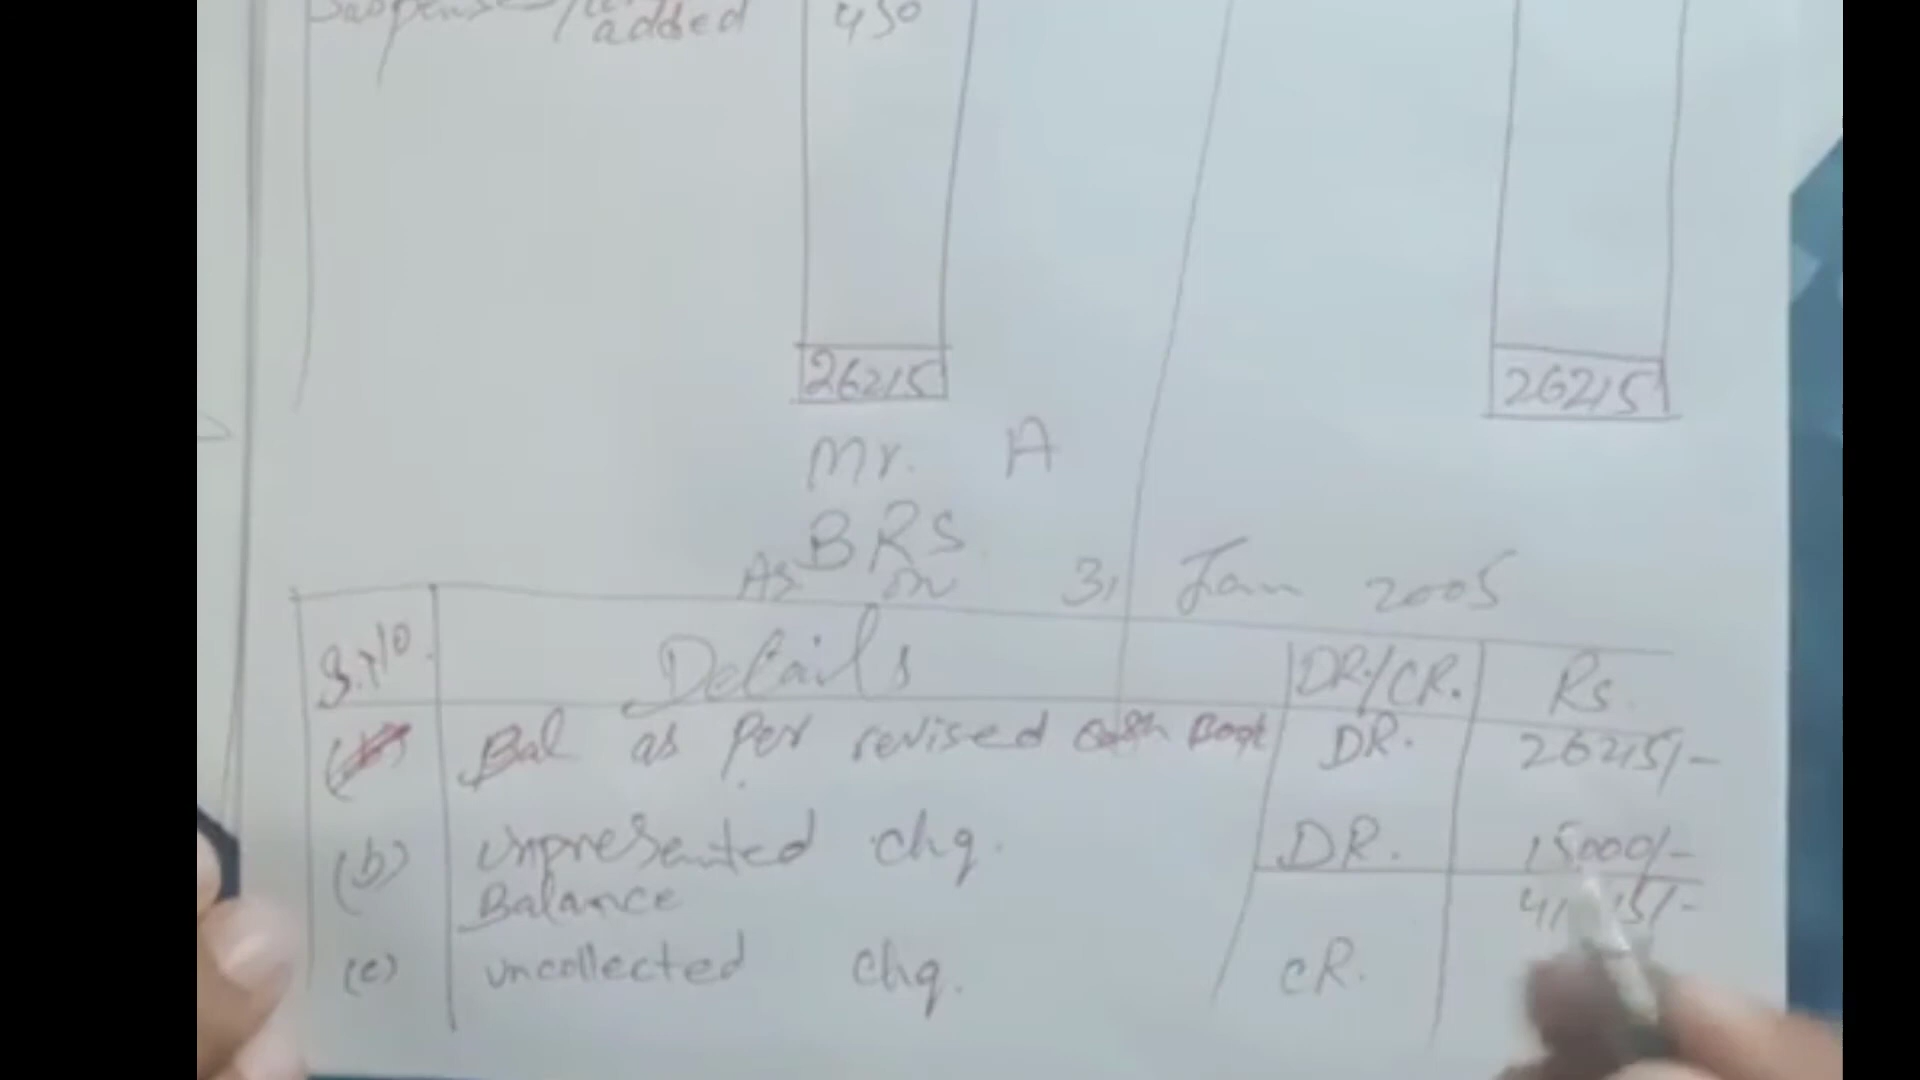 added 450
26215 26215
Mr. A
BRS
As on 31 Jan 2005
S.No. Details DR./CR. Rs.
Bal as Per revised cash Book DR. 26215/-
(b) unpresented chq. DR. 15000/-
Balance
(c) uncollected chq. CR.